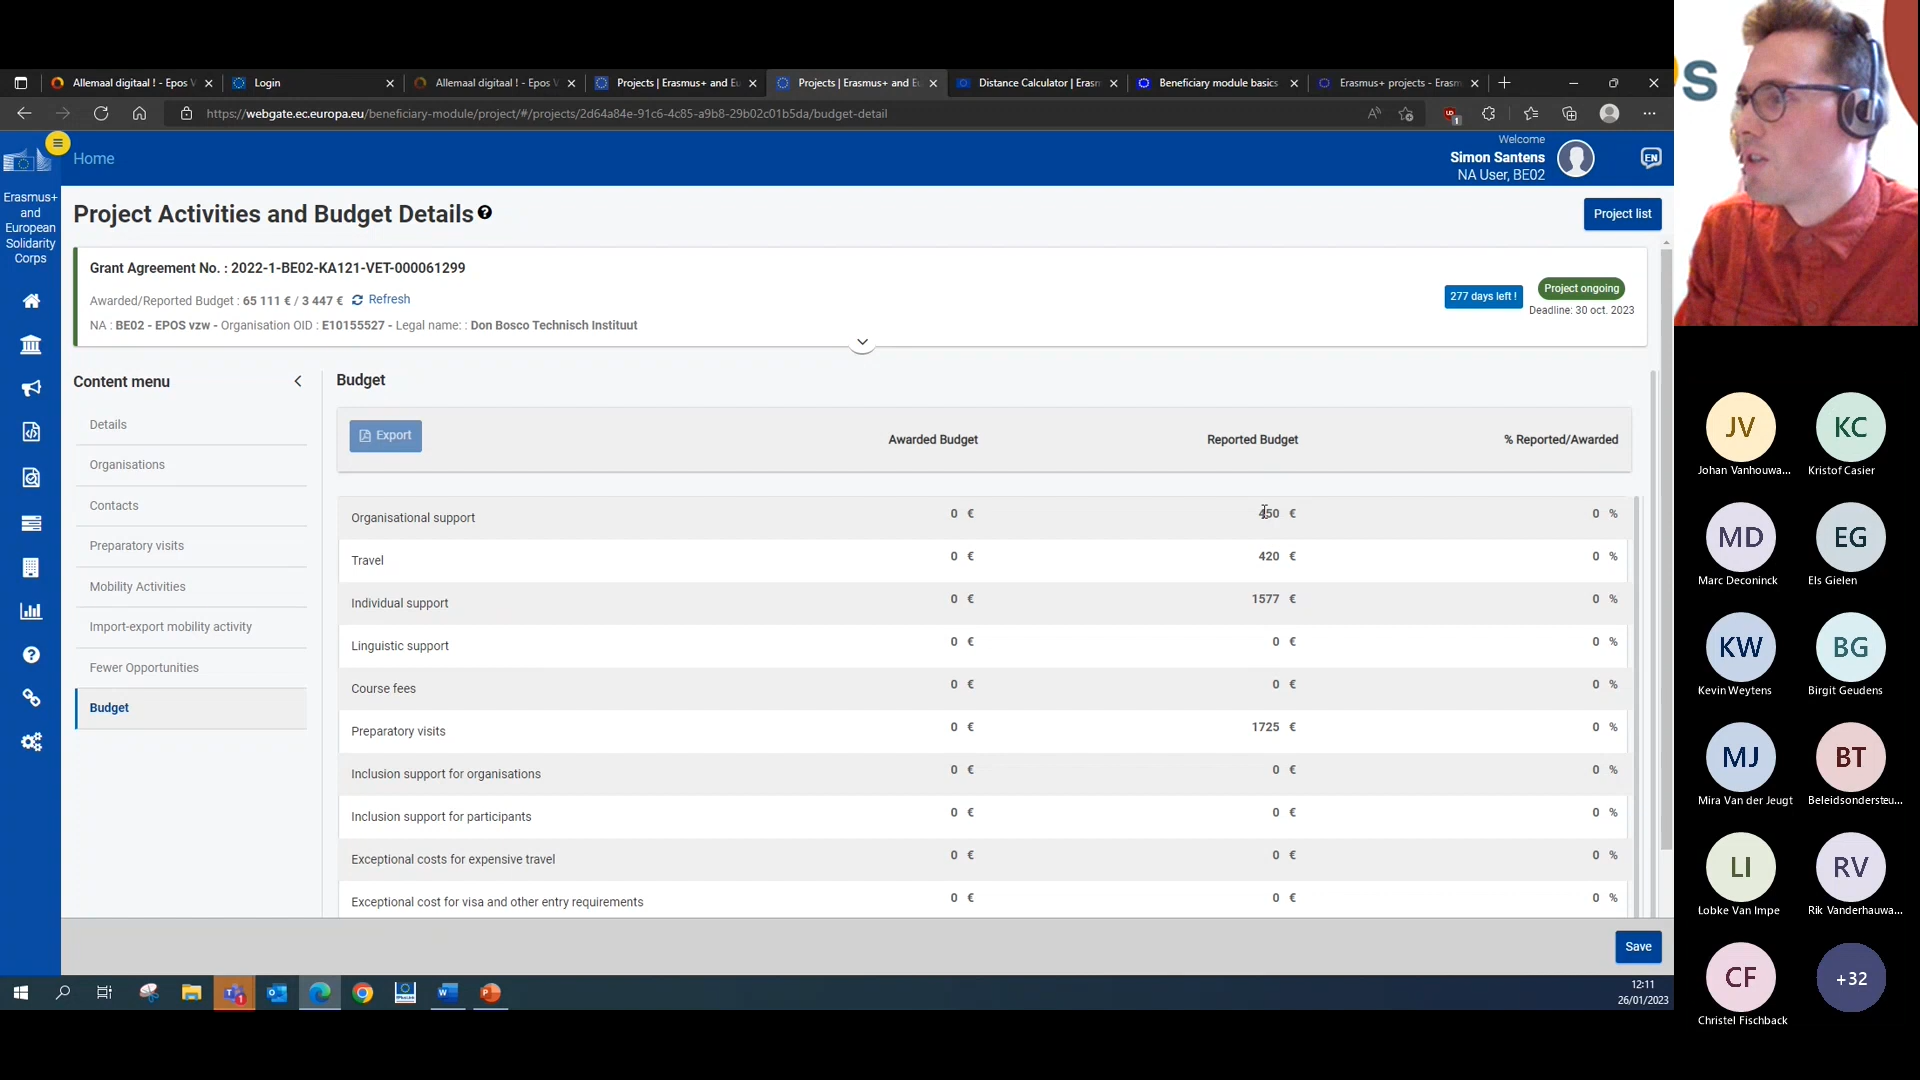 Allemaal digitaal ! - Epos V
Login
Allemaal digitaal ! - Epos V
Projects | Erasmus+ and Eu
Projects | Erasmus+ and Eu
Distance Calculator | Erasm
Beneficiary module basics
Erasmus+ projects - Erasm
https://webgate.ec.europa.eu/beneficiary-module/project/#/projects/2d64a84e-91c6-4c85-a9b8-29b02c01b5da/budget-detail
Home
Welcome
Simon Santens
NA User, BE02
EN
Erasmus+
and
European
Solidarity
Corps
Project Activities and Budget Details
Project list
Grant Agreement No. : 2022-1-BE02-KA121-VET-000061299
Awarded/Reported Budget : 65 111 € / 3 447 € Refresh
NA : BE02 - EPOS vzw - Organisation OID : E10155527 - Legal name: : Don Bosco Technisch Instituut
277 days left !
Project ongoing
Deadline: 30 oct. 2023
Content menu
Details
Organisations
Contacts
Preparatory visits
Mobility Activities
Import-export mobility activity
Fewer Opportunities
Budget
Budget
Export Awarded Budget Reported Budget % Reported/Awarded
Organisational support 0 € 450 € 0 %
Travel 0 € 420 € 0 %
Individual support 0 € 1577 € 0 %
Linguistic support 0 € 0 € 0 %
Course fees 0 € 0 € 0 %
Preparatory visits 0 € 1725 € 0 %
Inclusion support for organisations 0 € 0 € 0 %
Inclusion support for participants 0 € 0 € 0 %
Exceptional costs for expensive travel 0 € 0 € 0 %
Exceptional cost for visa and other entry requirements 0 € 0 € 0 %
Save
12:11
26/01/2023
os
JV
Johan Vanhouwa...
KC
Kristof Casier
MD
Marc Deconinck
EG
Els Gielen
KW
Kevin Weytens
BG
Birgit Geudens
MJ
Mira Van der Jeugt
BT
Beleidsondersteu...
LI
Lobke Van Impe
RV
Rik Vanderhauwa...
CF
Christel Fischback
+32